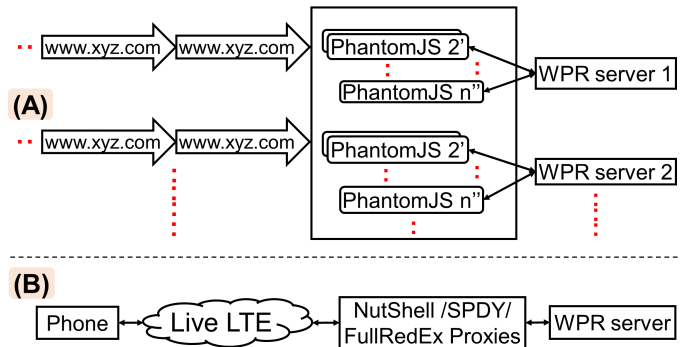 www.xyz.com www.xyz.com PhantomJS 2'
WPR server 1
PhantomJS n''
(A)
www.xyz.com www.xyz.com PhantomJS 2'
WPR server 2
PhantomJS n''
(B)
Phone Live LTE NutShell /SPDY/
FullRedEx Proxies WPR server